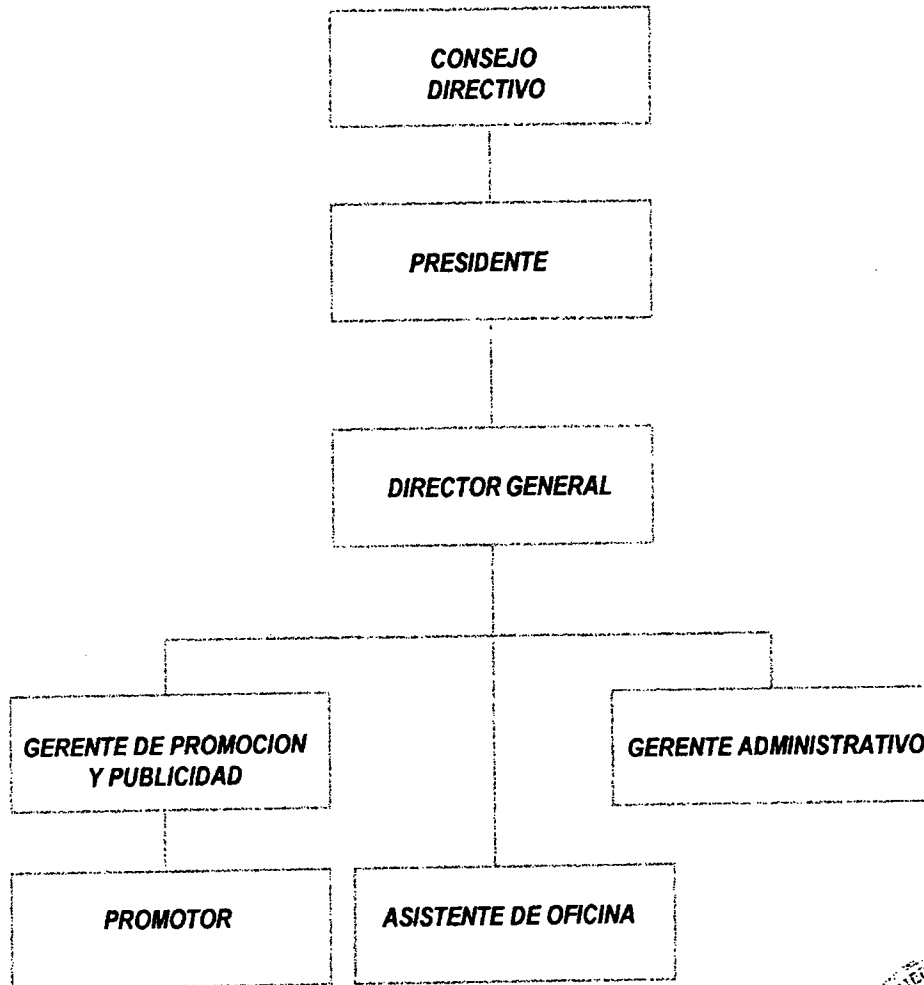 CONSEJO
DIRECTIVO
PRESIDENTE
DIRECTOR GENERAL
GERENTE DE PROMOCION
Y PUBLICIDAD
GERENTE ADMINISTRATIVO
PROMOTOR
ASISTENTE DE OFICINA